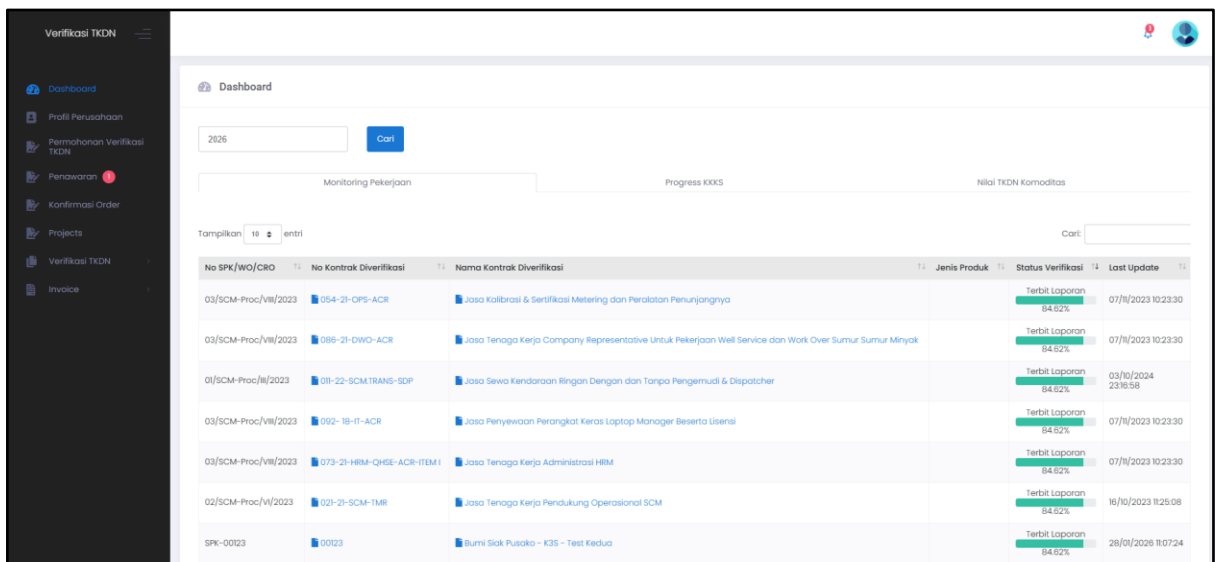 Verifikasi TKDN
1
Dashboard
Profil Perusahaan
Permohonan Verifikasi
TKDN
Penawaran 1
Konfirmasi Order
Projects
Verifikasi TKDN
Invoice
Dashboard
2026 Cari
Monitoring Pekerjaan Progress KKKS Nilai TKDN Komoditas
Tampilkan 10 entri Cari:
No SPK/WO/CRO No Kontrak Diverifikasi Nama Kontrak Diverifikasi Jenis Produk Status Verifikasi Last Update
03/SCM-Proc/VIII/2023 054-21-OPS-ACR Jasa Kalibrasi & Sertifikasi Metering dan Peralatan Penunjangnya Terbit Laporan 84.62% 07/11/2023 10:23:30
03/SCM-Proc/VIII/2023 086-21-DWO-ACR Jasa Tenaga Kerja Company Representative Untuk Pekerjaan Well Service dan Work Over Sumur Sumur Minyak Terbit Laporan 84.62% 07/11/2023 10:23:30
01/SCM-Proc/III/2023 011-22-SCM.TRANS-SDP Jasa Sewa Kendaraan Ringan Dengan dan Tanpa Pengemudi & Dispatcher Terbit Laporan 84.62% 03/10/2024 23:16:58
03/SCM-Proc/VIII/2023 092- 18-IT-ACR Jasa Penyewaan Perangkat Keras Laptop Manager Beserta Lisensi Terbit Laporan 84.62% 07/11/2023 10:23:30
03/SCM-Proc/VIII/2023 073-21-HRM-QHSE-ACR-ITEM I Jasa Tenaga Kerja Administrasi HRM Terbit Laporan 84.62% 07/11/2023 10:23:30
02/SCM-Proc/VI/2023 021-21-SCM-TMR Jasa Tenaga Kerja Pendukung Operasional SCM Terbit Laporan 84.62% 16/10/2023 11:25:08
SPK-00123 00123 Bumi Siak Pusako - K3S - Test Kedua Terbit Laporan 84.62% 28/01/2026 11:07:24